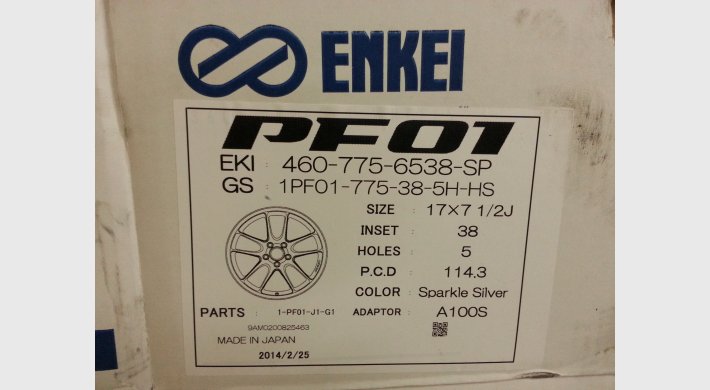 ENKEI
PF01
EKI : 460-775-6538-SP
GS : 1PF01-775-38-5H-HS
SIZE : 17×7 1/2J
INSET : 38
HOLES : 5
P.C.D : 114.3
COLOR : Sparkle Silver
PARTS : 1-PF01-J1-G1
ADAPTOR : A100S
9AM0200825463
MADE IN JAPAN
2014/2/25